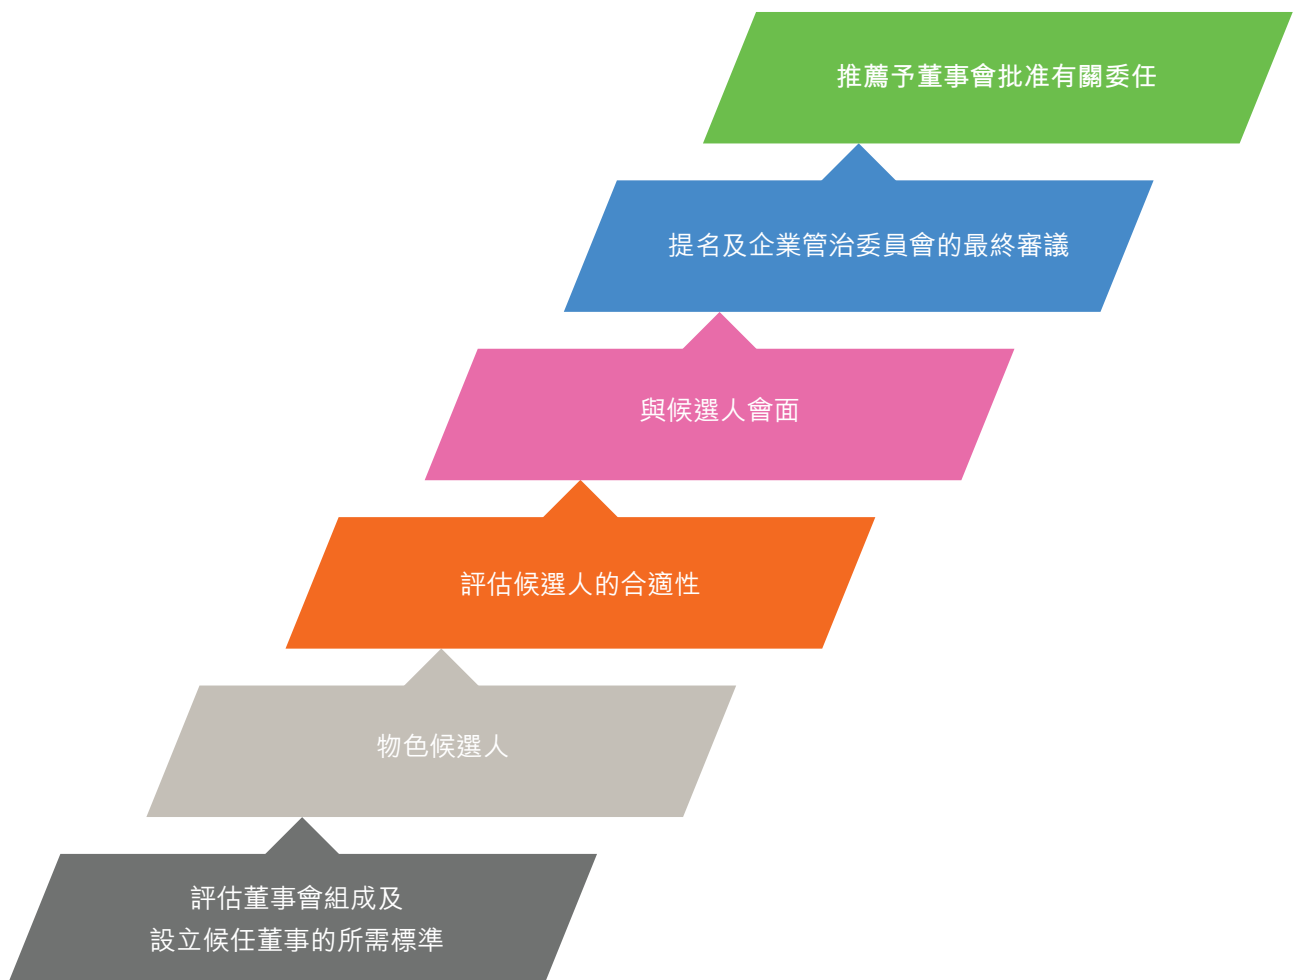 推薦予董事會批准有關委任
提名及企業管治委員會的最終審議
與候選人會面
評估候選人的合適性
物色候選人
評估董事會組成及
設立候任董事的所需標準